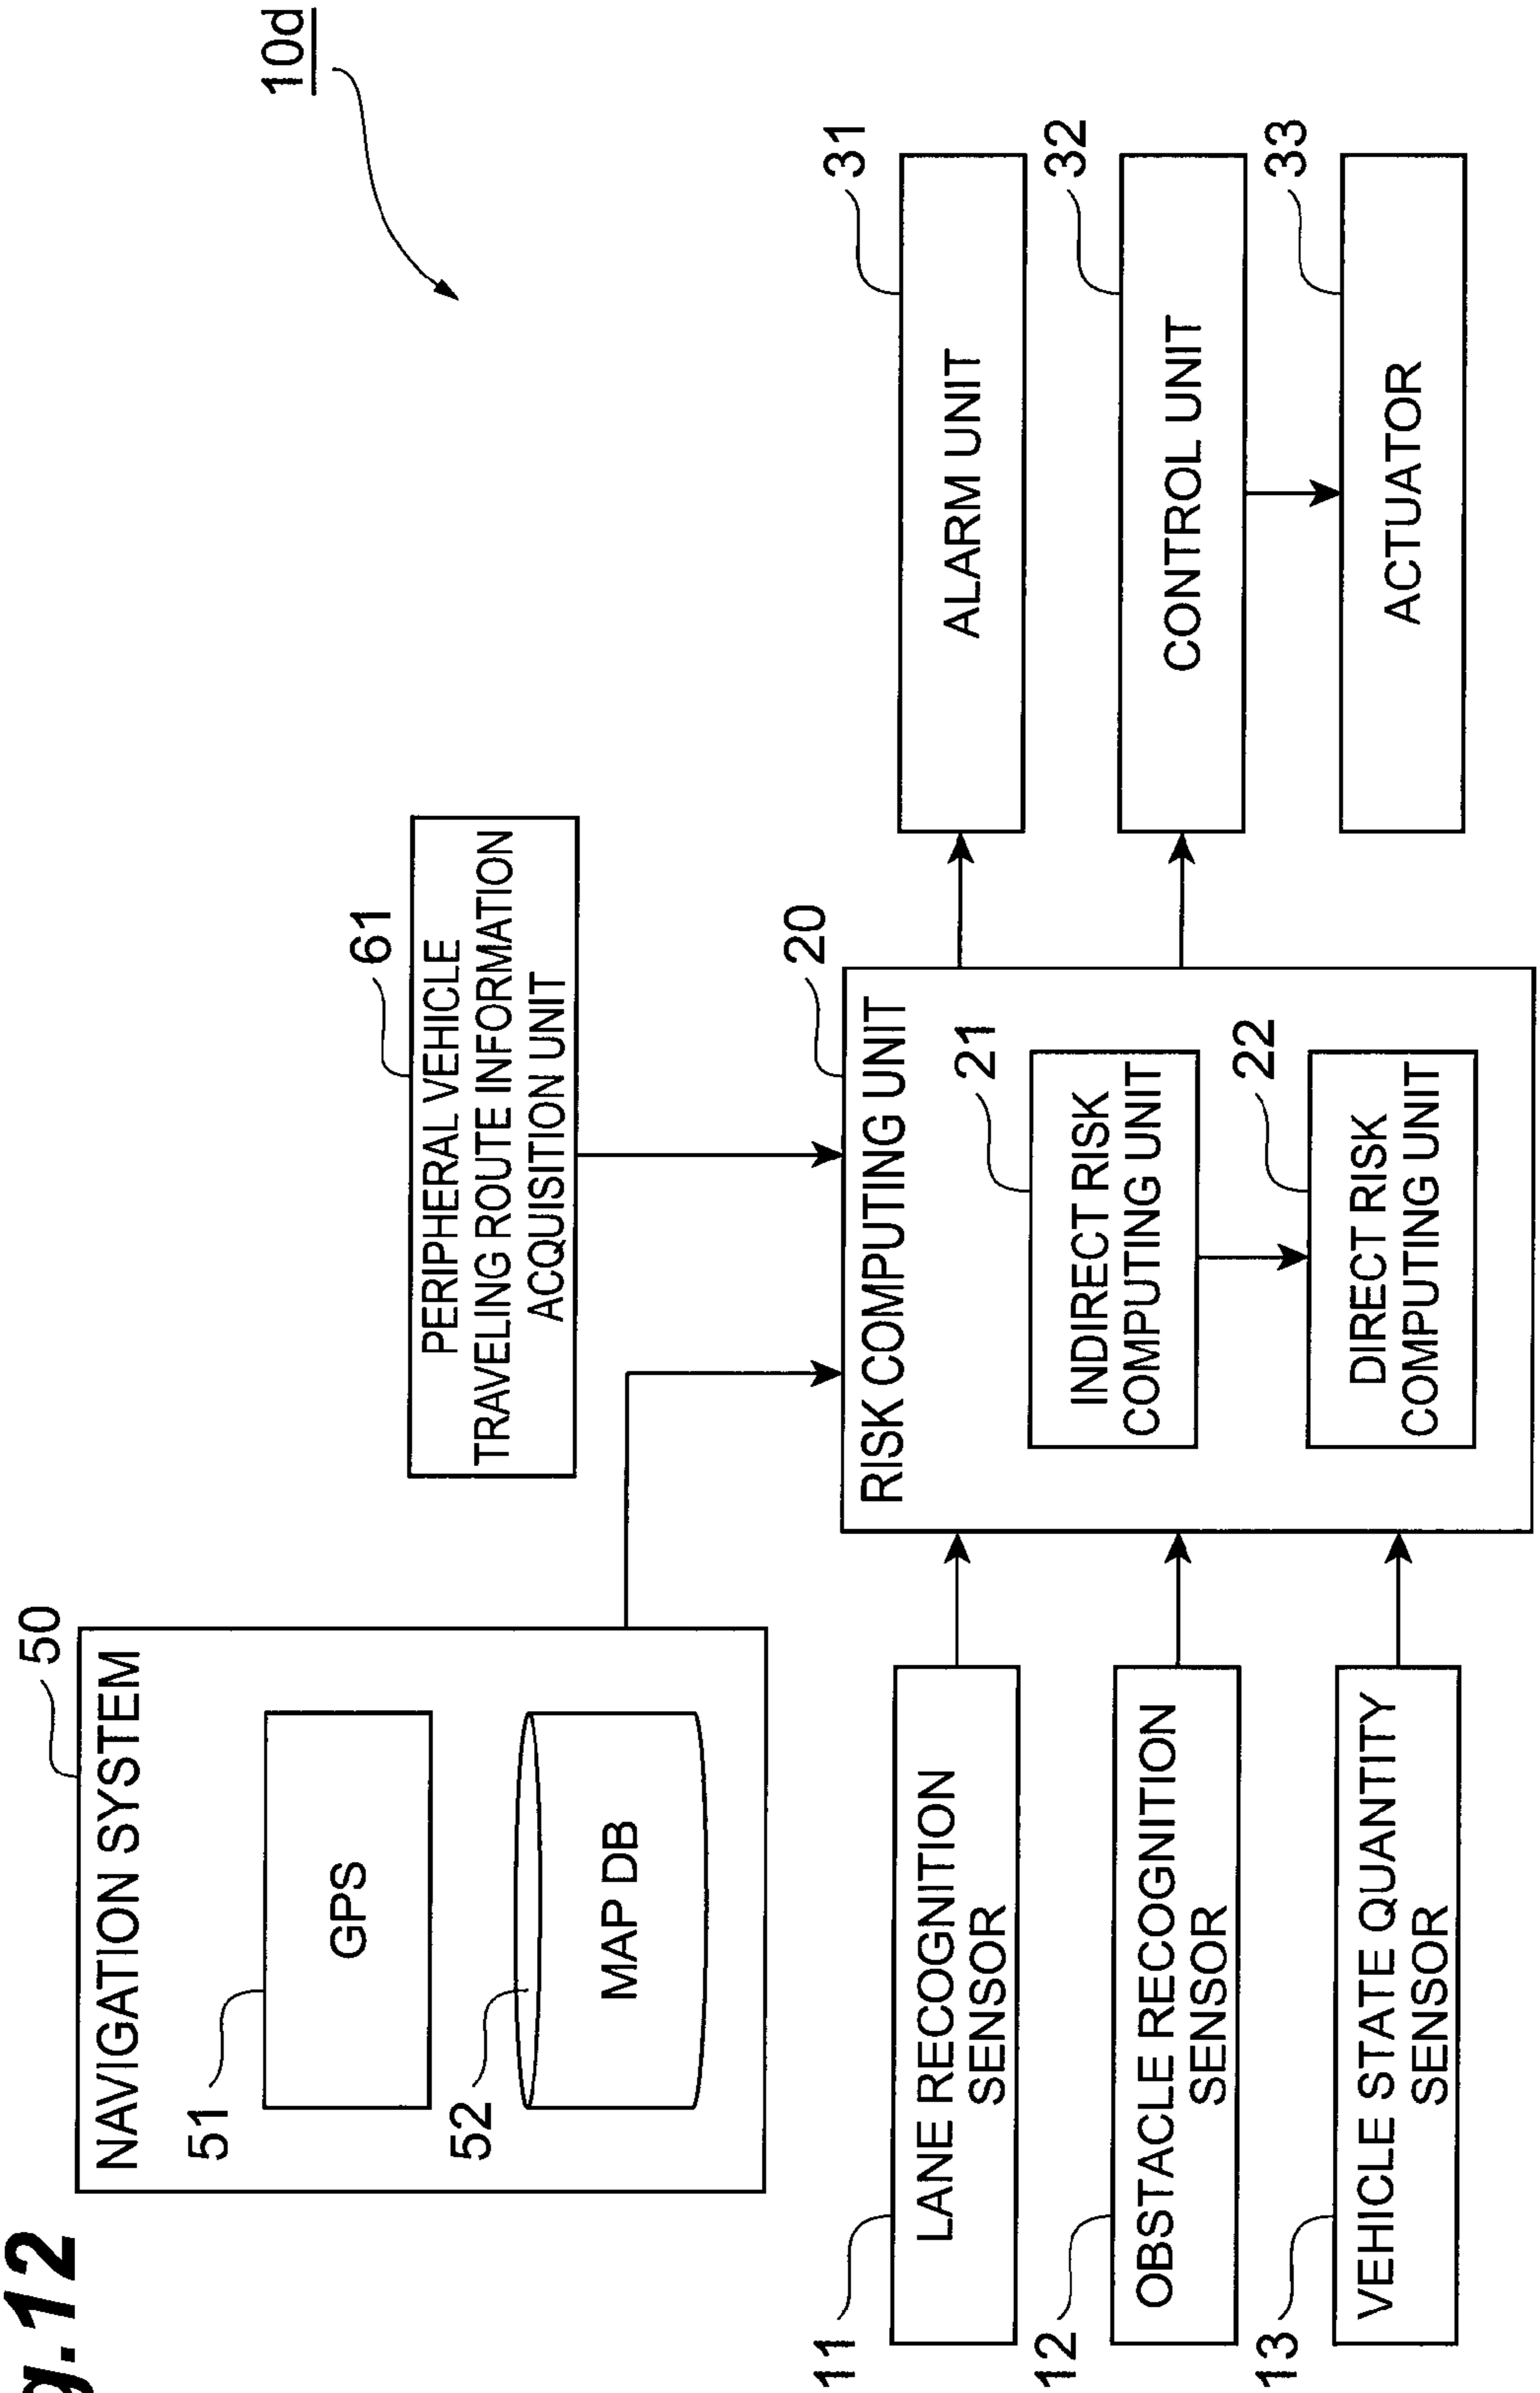 g.12
10d
50
NAVIGATION SYSTEM
51
GPS
52
MAP DB
61
PERIPHERAL VEHICLE
TRAVELING ROUTE INFORMATION
ACQUISITION UNIT
11
LANE RECOGNITION
SENSOR
12
OBSTACLE RECOGNITION
SENSOR
13
VEHICLE STATE QUANTITY
SENSOR
20
RISK COMPUTING UNIT
21
INDIRECT RISK
COMPUTING UNIT
22
DIRECT RISK
COMPUTING UNIT
31
ALARM UNIT
32
CONTROL UNIT
33
ACTUATOR